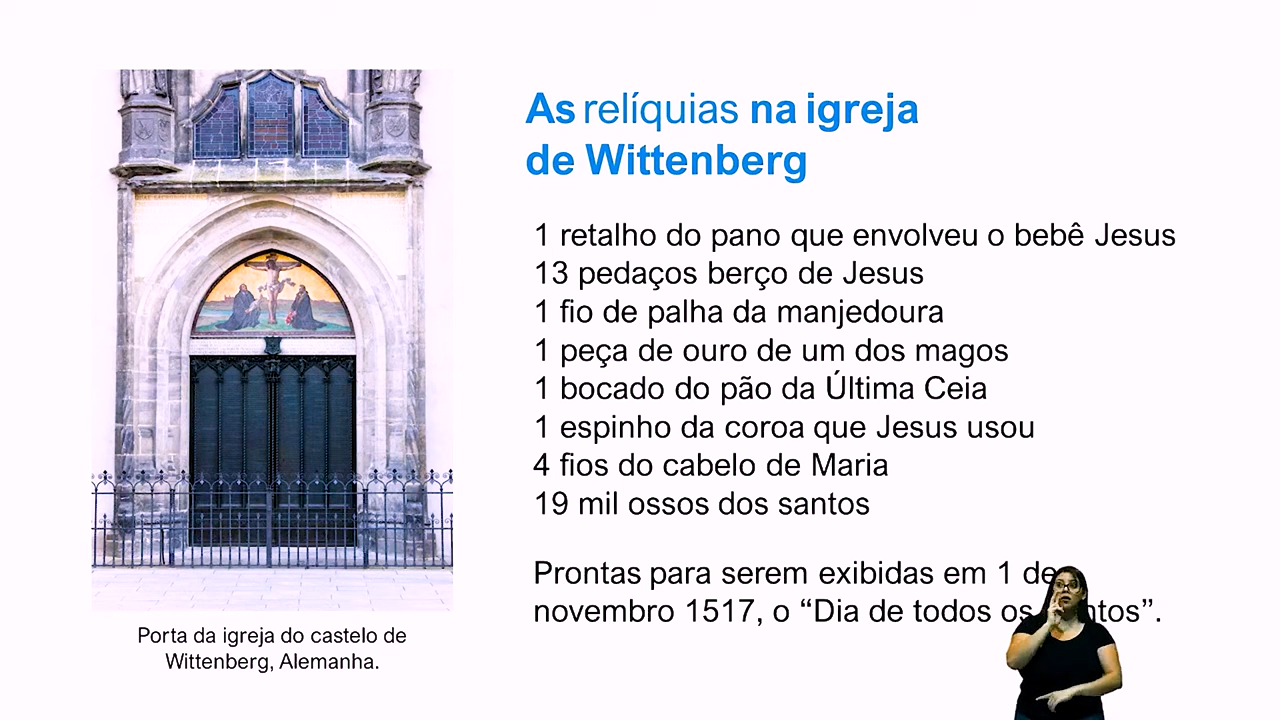 As relíquias na igreja
de Wittenberg
1 retalho do pano que envolveu o bebê Jesus
13 pedaços berço de Jesus
1 fio de palha da manjedoura
1 peça de ouro de um dos magos
1 bocado do pão da Última Ceia
1 espinho da coroa que Jesus usou
4 fios do cabelo de Maria
19 mil ossos dos santos
Prontas para serem exibidas em 1 de
novembro 1517, o “Dia de todos os
Porta da igreja do castelo de
Wittenberg, Alemanha.